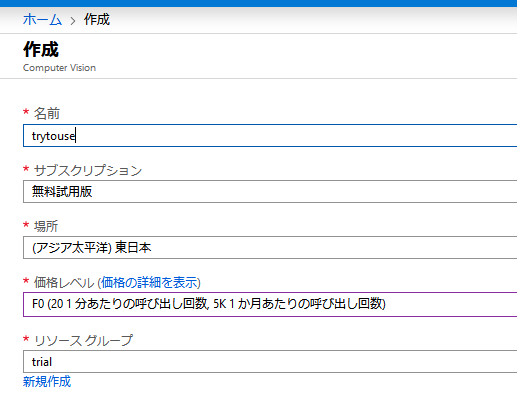 ホーム > 作成
作成
Computer Vision
* 名前
trytouse
* サブスクリプション
無料試用版
* 場所
(アジア太平洋) 東日本
* 価格レベル (価格の詳細を表示)
F0 (20 1 分あたりの呼び出し回数, 5K 1 か月あたりの呼び出し回数)
* リソース グループ
trial
新規作成